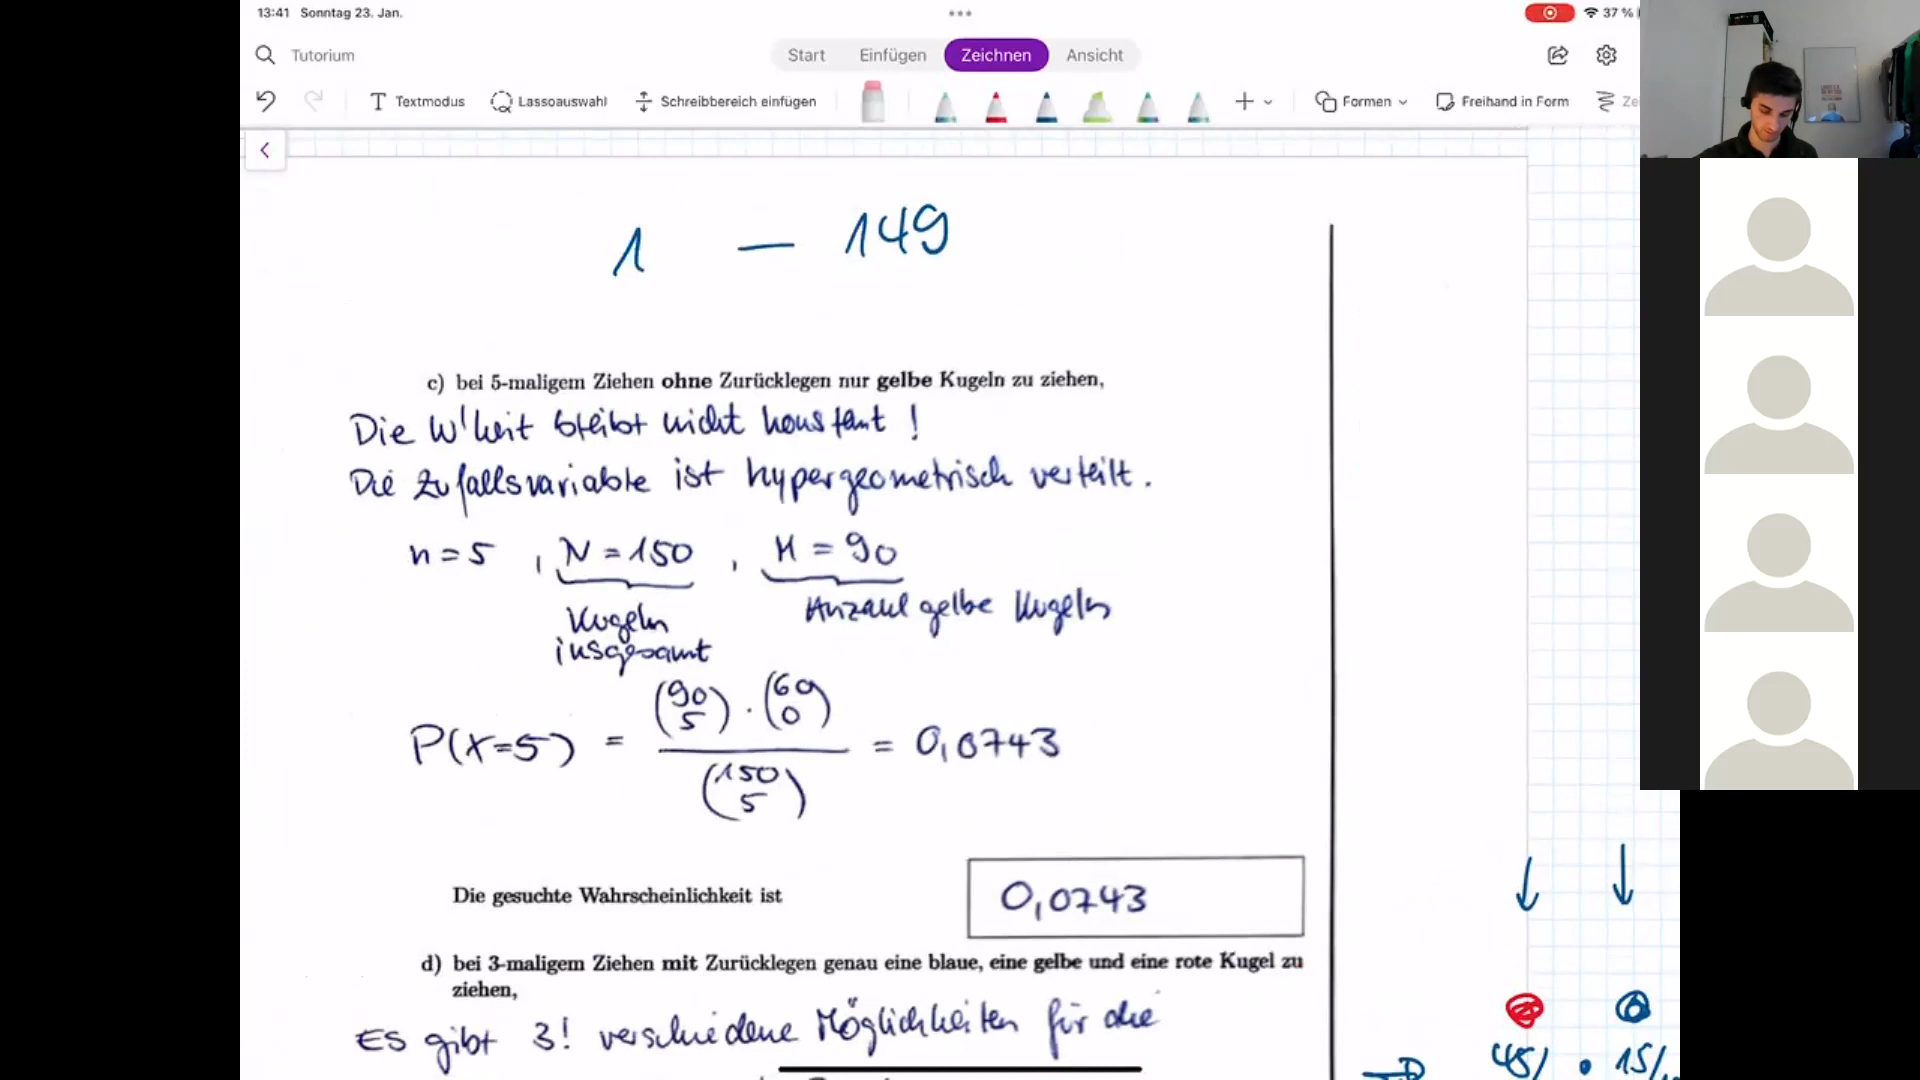 13:41 Sonntag 23. Jan.
37 %
Tutorium
Start Einfügen Zeichnen Ansicht
Textmodus Lassoauswahl Schreibbereich einfügen Formen Freihand in Form
1 — 149
c) bei 5-maligem Ziehen ohne Zurücklegen nur gelbe Kugeln zu ziehen,
Die W'keit bleibt nicht konstant !
Die Zufallsvariable ist hypergeometrisch verteilt.
n = 5 , N = 150 , M = 90
Kugeln insgesamt
Anzahl gelbe Kugeln
P(X=5) = (90 5) · (60 0) / (150 5) = 0,0743
Die gesuchte Wahrscheinlichkeit ist
0,0743
d) bei 3-maligem Ziehen mit Zurücklegen genau eine blaue, eine gelbe und eine rote Kugel zu
ziehen,
Es gibt 3! verschiedene Möglichkeiten für die
45/ · 15/